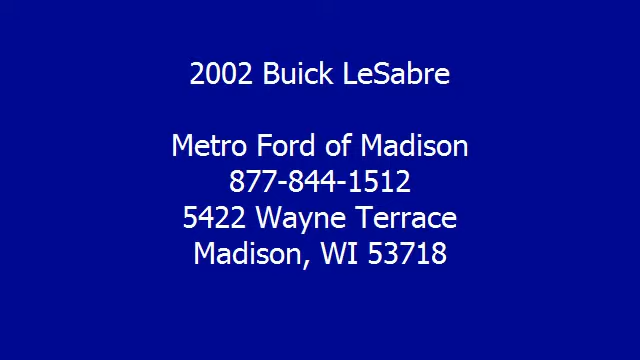 2002 Buick LeSabre
Metro Ford of Madison
877-844-1512
5422 Wayne Terrace
Madison, WI 53718